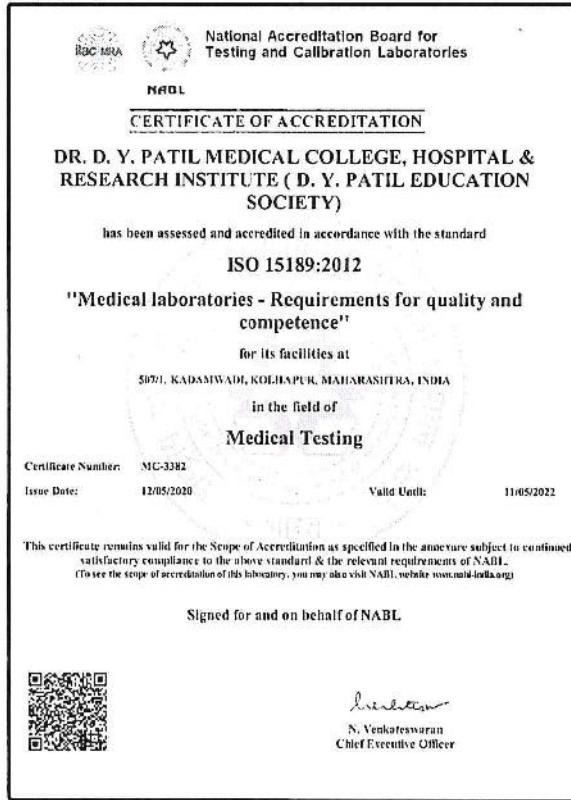 ilac-MRA
National Accreditation Board for
Testing and Calibration Laboratories
NABL
CERTIFICATE OF ACCREDITATION
DR. D. Y. PATIL MEDICAL COLLEGE, HOSPITAL &
RESEARCH INSTITUTE ( D. Y. PATIL EDUCATION
SOCIETY)
has been assessed and accredited in accordance with the standard
ISO 15189:2012
"Medical laboratories - Requirements for quality and
competence"
for its facilities at
507/1, KADAMWADI, KOLHAPUR, MAHARASHTRA, INDIA
in the field of
Medical Testing
Certificate Number: MC-3382
Issue Date: 12/05/2020 Valid Until: 11/05/2022
This certificate remains valid for the Scope of Accreditation as specified in the annexure subject to continued
satisfactory compliance to the above standard & the relevant requirements of NABL.
(To see the scope of accreditation of this laboratory, you may also visit NABL website www.nabl-india.org)
Signed for and on behalf of NABL
N. Venkateswaran
Chief Executive Officer